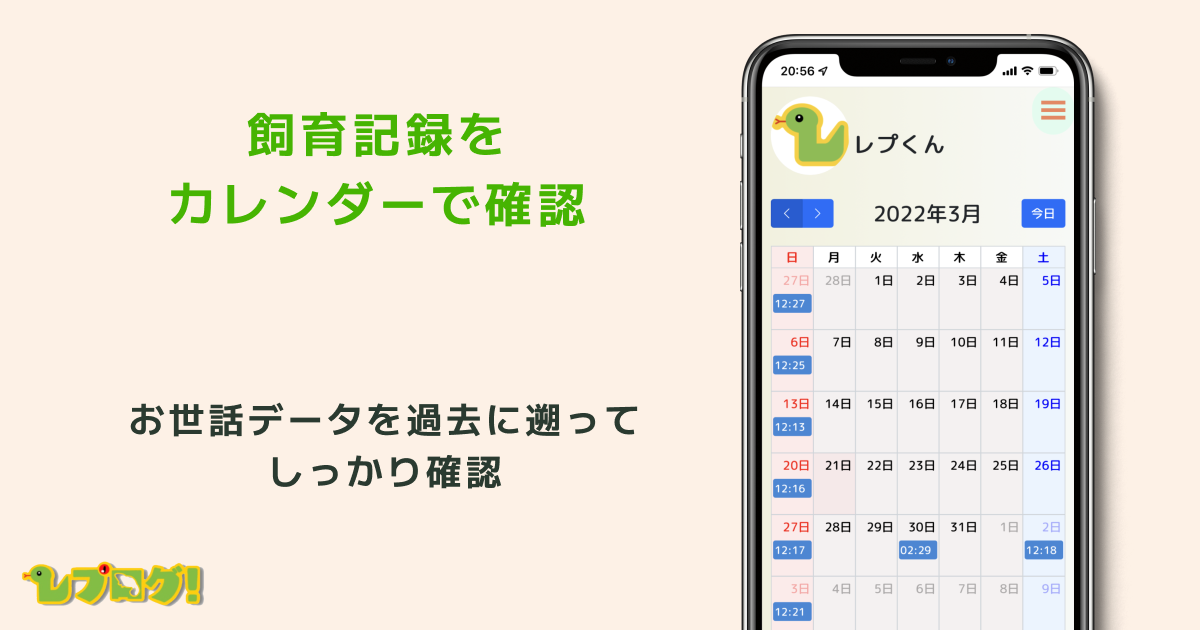 飼育記録を
カレンダーで確認
お世話データを過去に遡って
しっかり確認
レプログ!
20:56
レプくん
2022年3月
今日
日 月 火 水 木 金 土
27日 28日 1日 2日 3日 4日 5日
12:27
6日 7日 8日 9日 10日 11日 12日
12:25
13日 14日 15日 16日 17日 18日 19日
12:13
20日 21日 22日 23日 24日 25日 26日
12:16
27日 28日 29日 30日 31日 1日 2日
12:17 02:29 12:18
3日 4日 5日 6日 7日 8日 9日
12:21